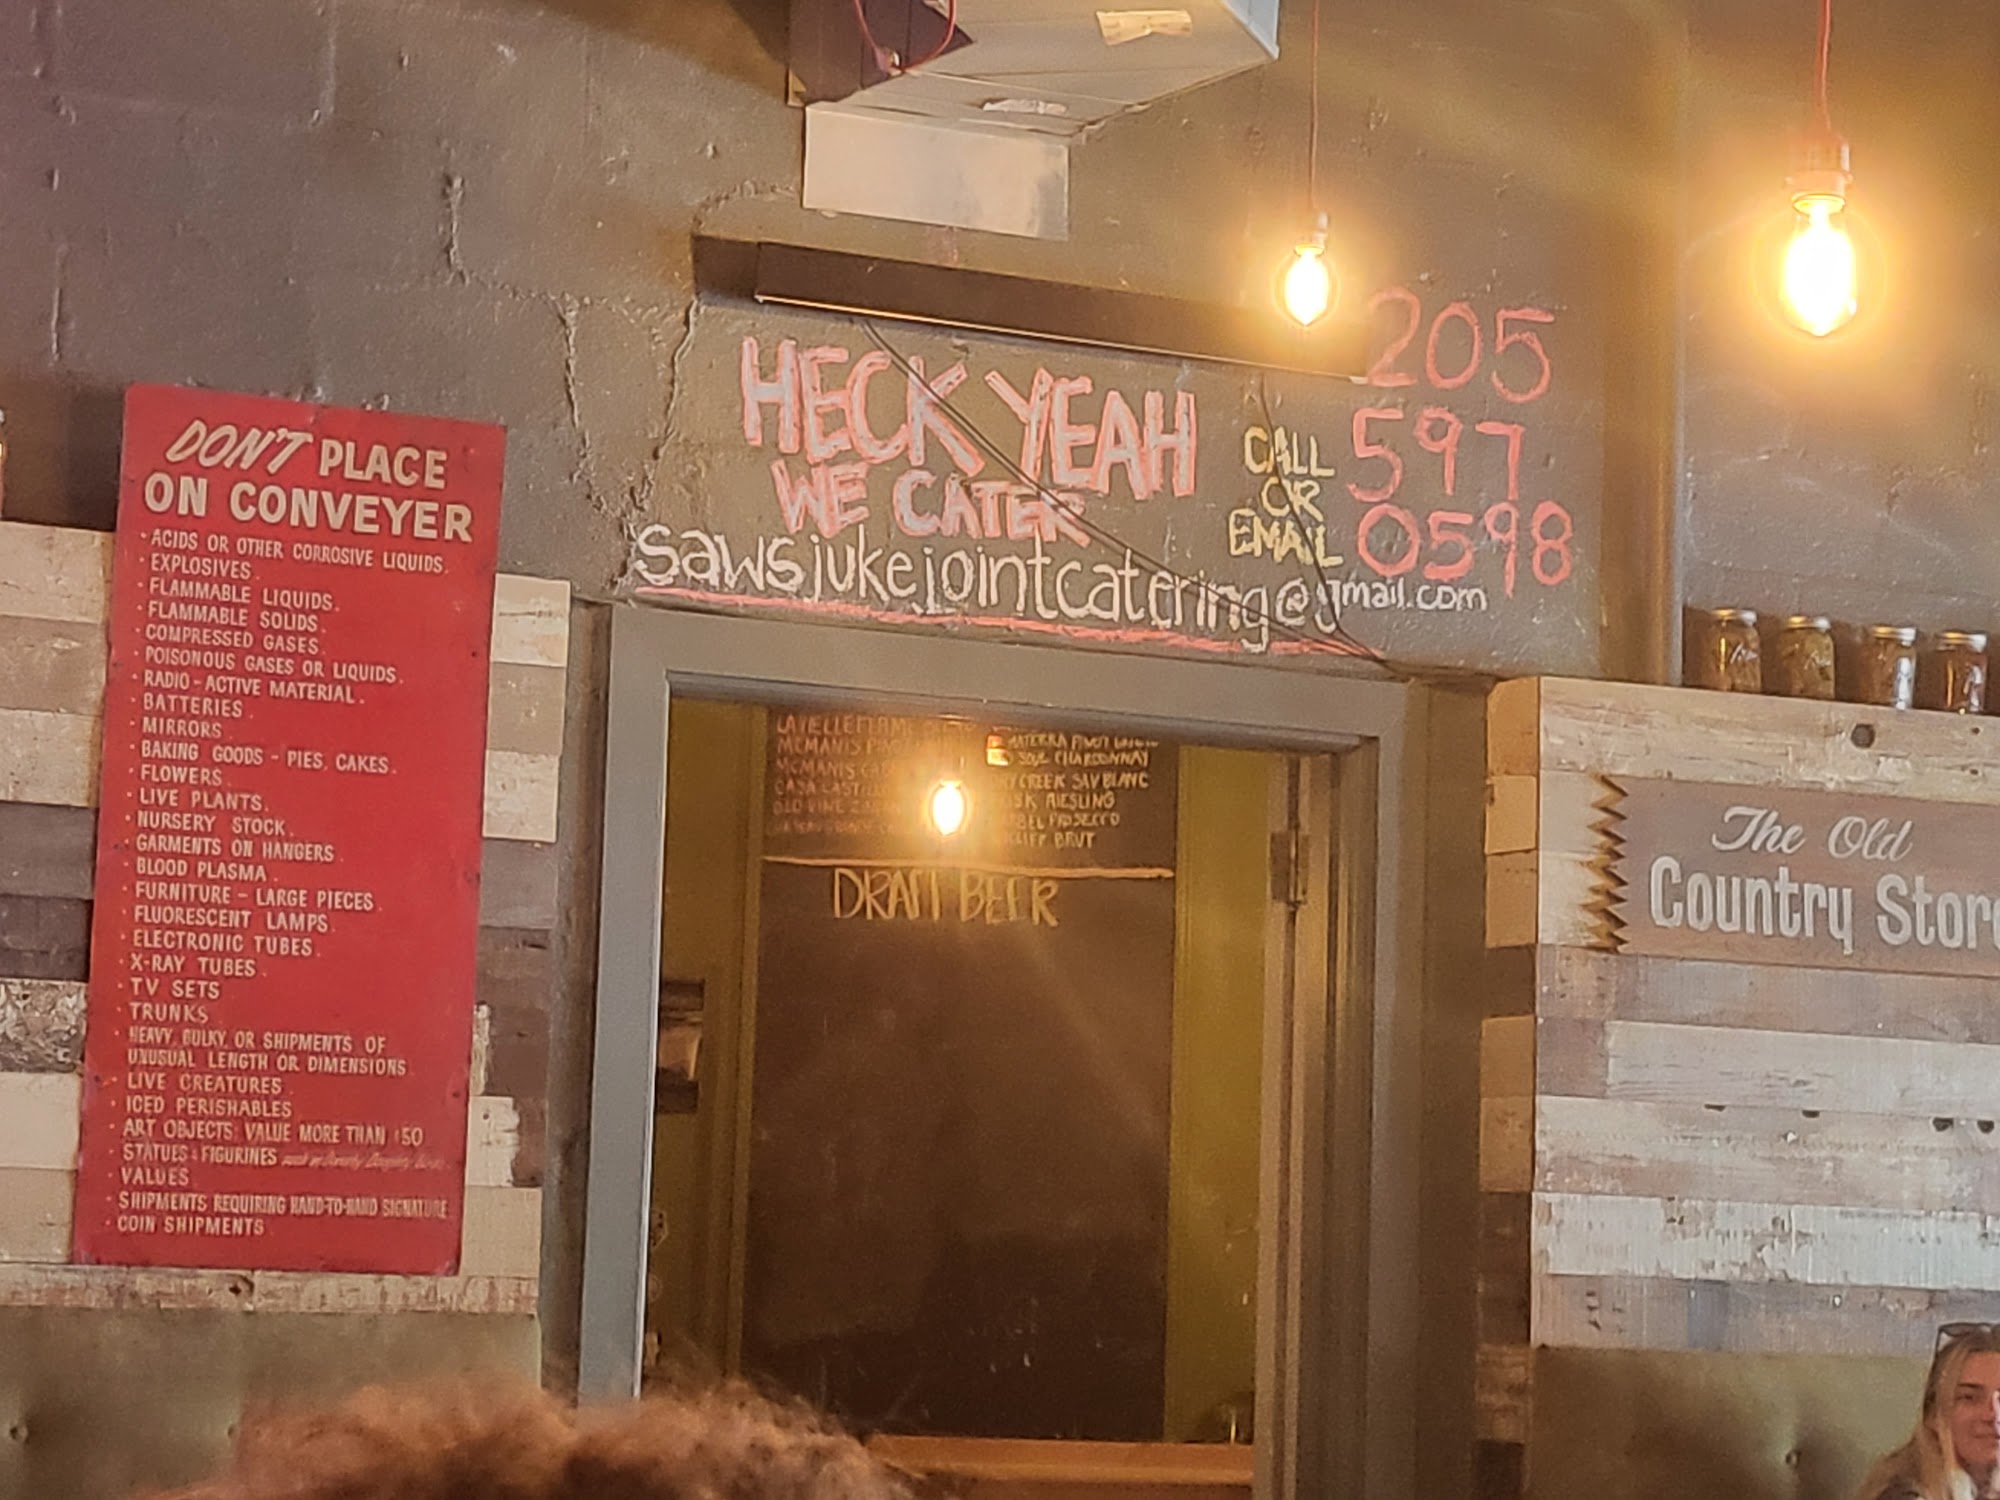 DON'T PLACE
ON CONVEYER
· ACIDS OR OTHER CORROSIVE LIQUIDS.
· EXPLOSIVES.
· FLAMMABLE LIQUIDS.
· FLAMMABLE SOLIDS.
· COMPRESSED GASES.
· POISONOUS GASES OR LIQUIDS.
· RADIO-ACTIVE MATERIAL.
· BATTERIES.
· MIRRORS.
· BAKING GOODS - PIES, CAKES.
· FLOWERS.
· LIVE PLANTS.
· NURSERY STOCK.
· GARMENTS ON HANGERS.
· BLOOD PLASMA.
· FURNITURE - LARGE PIECES.
· FLUORESCENT LAMPS.
· ELECTRONIC TUBES.
· X-RAY TUBES.
· TV SETS
· TRUNKS
· HEAVY, BULKY, OR SHIPMENTS OF
UNUSUAL LENGTH OR DIMENSIONS
· LIVE CREATURES.
· ICED PERISHABLES
· ART OBJECTS; VALUE MORE THAN $50
· STATUES & FIGURINES
· VALUES
· SHIPMENTS REQUIRING HAND-TO-HAND SIGNATURE
· COIN SHIPMENTS
HECK YEAH
WE CATER
CALL
OR
EMAIL
205
597
0598
sawsjukejointcatering@gmail.com
MCMANIS
MCMANIS
CHARDONNAY
CREEK SAV BLANC
RIESLING
PROSECCO
BRUT
DRAFT BEER
The Old
Country Store